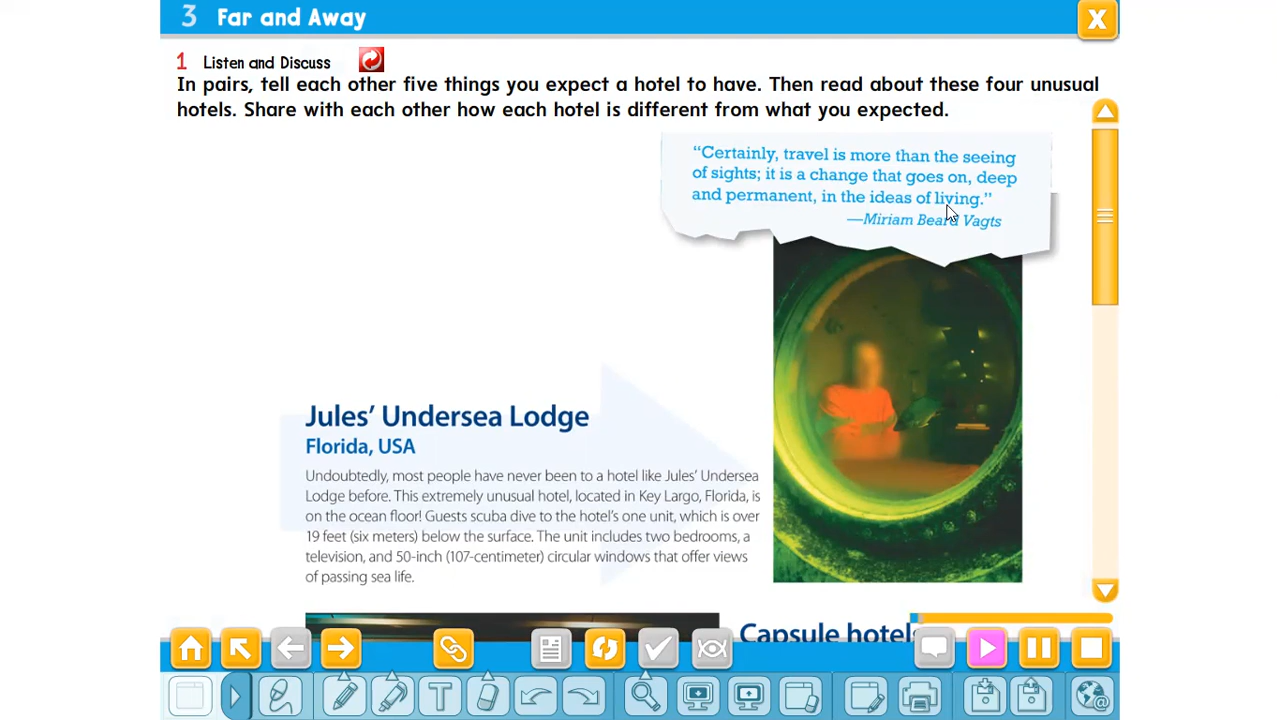 3 Far and Away
X
1 Listen and Discuss
In pairs, tell each other five things you expect a hotel to have. Then read about these four unusual
hotels. Share with each other how each hotel is different from what you expected.
“Certainly, travel is more than the seeing
of sights; it is a change that goes on, deep
and permanent, in the ideas of living.”
—Miriam Beard Vagts
Jules’ Undersea Lodge
Florida, USA
Undoubtedly, most people have never been to a hotel like Jules’ Undersea
Lodge before. This extremely unusual hotel, located in Key Largo, Florida, is
on the ocean floor! Guests scuba dive to the hotel’s one unit, which is over
19 feet (six meters) below the surface. The unit includes two bedrooms, a
television, and 50-inch (107-centimeter) circular windows that offer views
of passing sea life.
Capsule hotels
T